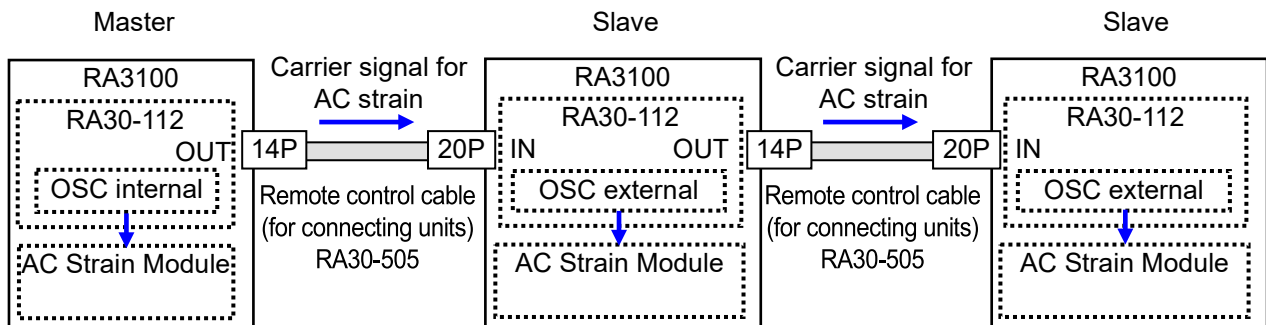 Master
Slave
Slave
RA3100
RA30-112
OUT
OSC internal
AC Strain Module
Carrier signal for
AC strain
14P
20P
Remote control cable
(for connecting units)
RA30-505
RA3100
RA30-112
IN
OUT
OSC external
AC Strain Module
Carrier signal for
AC strain
14P
20P
Remote control cable
(for connecting units)
RA30-505
RA3100
RA30-112
IN
OSC external
AC Strain Module